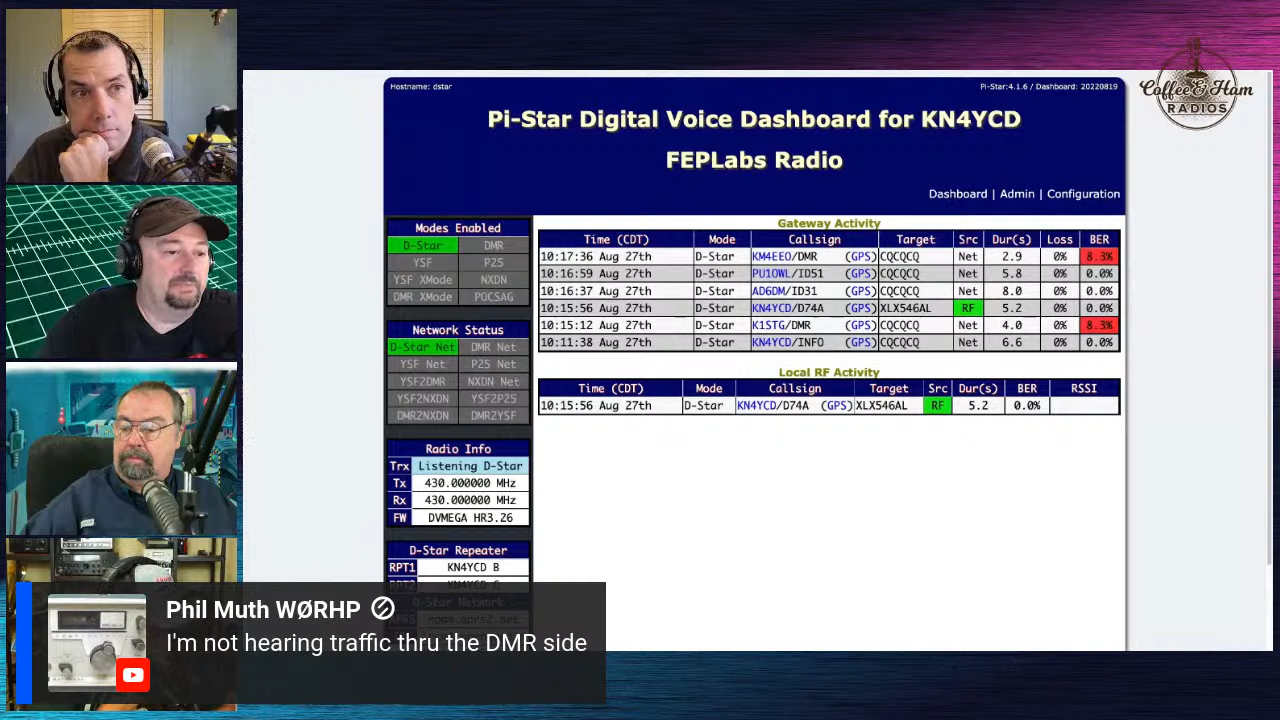 Coffee & Ham
RADIOS
Hostname: dstar
Pi-Star:4.1.6 / Dashboard: 20220819
Pi-Star Digital Voice Dashboard for KN4YCD
FEPLabs Radio
Dashboard | Admin | Configuration
Modes Enabled
D-Star DMR
YSF P25
YSF XMode NXDN
DMR XMode POCSAG
Network Status
D-Star Net DMR Net
YSF Net P25 Net
YSF2DMR NXDN Net
YSF2NXDN YSF2P25
DMR2NXDN DMR2YSF
Radio Info
Trx Listening D-Star
Tx 430.000000 MHz
Rx 430.000000 MHz
FW DVMEGA HR3.26
D-Star Repeater
RPT1 KN4YCD B
RPT2 KN4YCD G
D-Star Network
Gateway Activity
Time (CDT) Mode Callsign Target Src Dur(s) Loss BER
10:17:36 Aug 27th D-Star KM4EEO/DMR (GPS) CQCQCQ Net 2.9 0% 8.3%
10:16:59 Aug 27th D-Star PU1OWL/ID51 (GPS) CQCQCQ Net 5.8 0% 0.0%
10:16:37 Aug 27th D-Star AD6DM/ID31 (GPS) CQCQCQ Net 8.0 0% 0.0%
10:15:56 Aug 27th D-Star KN4YCD/D74A (GPS) XLX546AL RF 5.2 0% 0.0%
10:15:12 Aug 27th D-Star K1STG/DMR (GPS) CQCQCQ Net 4.0 0% 8.3%
10:11:38 Aug 27th D-Star KN4YCD/INFO (GPS) CQCQCQ Net 6.6 0% 0.0%
Local RF Activity
Time (CDT) Mode Callsign Target Src Dur(s) BER RSSI
10:15:56 Aug 27th D-Star KN4YCD/D74A (GPS) XLX546AL RF 5.2 0.0%
Phil Muth WØRHP
I'm not hearing traffic thru the DMR side